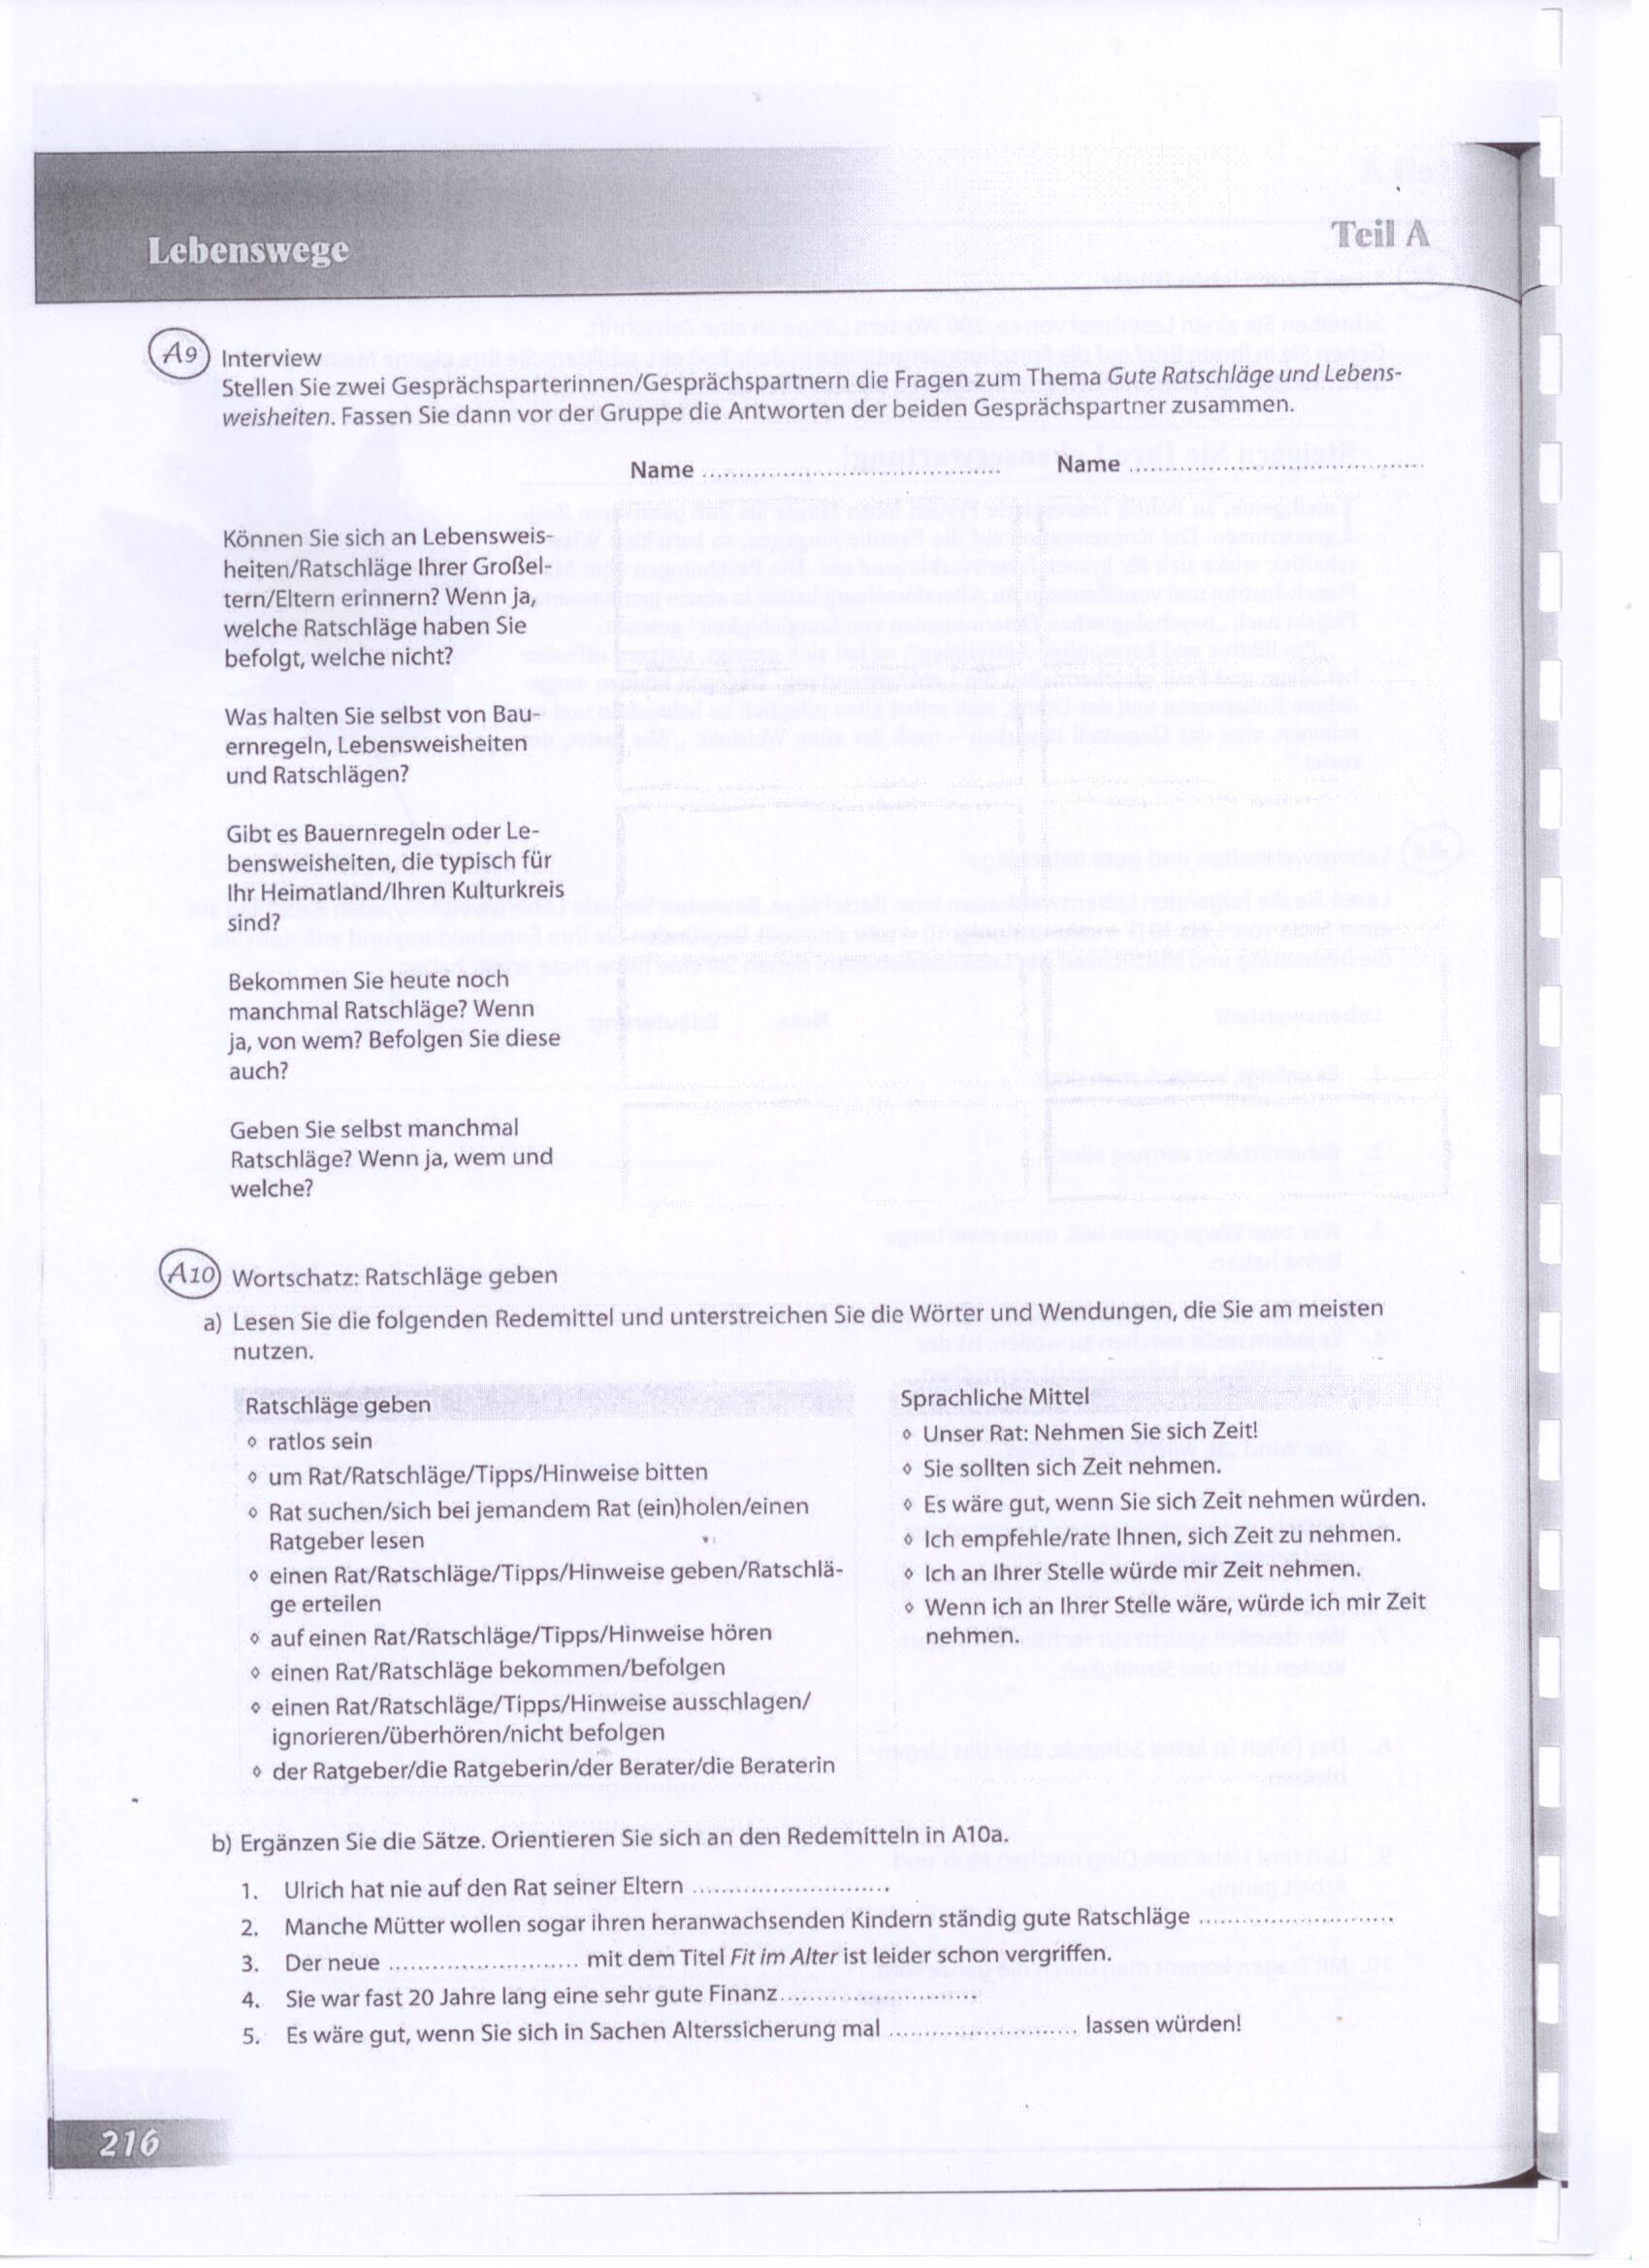 Lebenswege
Teil A
A9 Interview
Stellen Sie zwei Gesprächsparterinnen/Gesprächspartnern die Fragen zum Thema Gute Ratschläge und Lebens-
weisheiten. Fassen Sie dann vor der Gruppe die Antworten der beiden Gesprächspartner zusammen.
Name ........................................ Name ........................................
Können Sie sich an Lebensweis-
heiten/Ratschläge Ihrer Großel-
tern/Eltern erinnern? Wenn ja,
welche Ratschläge haben Sie
befolgt, welche nicht?
Was halten Sie selbst von Bau-
ernregeln, Lebensweisheiten
und Ratschlägen?
Gibt es Bauernregeln oder Le-
bensweisheiten, die typisch für
Ihr Heimatland/Ihren Kulturkreis
sind?
Bekommen Sie heute noch
manchmal Ratschläge? Wenn
ja, von wem? Befolgen Sie diese
auch?
Geben Sie selbst manchmal
Ratschläge? Wenn ja, wem und
welche?
A10 Wortschatz: Ratschläge geben
a) Lesen Sie die folgenden Redemittel und unterstreichen Sie die Wörter und Wendungen, die Sie am meisten
nutzen.
Ratschläge geben
◊ ratlos sein
◊ um Rat/Ratschläge/Tipps/Hinweise bitten
◊ Rat suchen/sich bei jemandem Rat (ein)holen/einen
Ratgeber lesen
◊ einen Rat/Ratschläge/Tipps/Hinweise geben/Ratschlä-
ge erteilen
◊ auf einen Rat/Ratschläge/Tipps/Hinweise hören
◊ einen Rat/Ratschläge bekommen/befolgen
◊ einen Rat/Ratschläge/Tipps/Hinweise ausschlagen/
ignorieren/überhören/nicht befolgen
◊ der Ratgeber/die Ratgeberin/der Berater/die Beraterin
Sprachliche Mittel
◊ Unser Rat: Nehmen Sie sich Zeit!
◊ Sie sollten sich Zeit nehmen.
◊ Es wäre gut, wenn Sie sich Zeit nehmen würden.
◊ Ich empfehle/rate Ihnen, sich Zeit zu nehmen.
◊ Ich an Ihrer Stelle würde mir Zeit nehmen.
◊ Wenn ich an Ihrer Stelle wäre, würde ich mir Zeit
nehmen.
b) Ergänzen Sie die Sätze. Orientieren Sie sich an den Redemitteln in A10a.
1. Ulrich hat nie auf den Rat seiner Eltern ..........................
2. Manche Mütter wollen sogar ihren heranwachsenden Kindern ständig gute Ratschläge ..........................
3. Der neue .......................... mit dem Titel Fit im Alter ist leider schon vergriffen.
4. Sie war fast 20 Jahre lang eine sehr gute Finanz..........................
5. Es wäre gut, wenn Sie sich in Sachen Alterssicherung mal .......................... lassen würden!
216